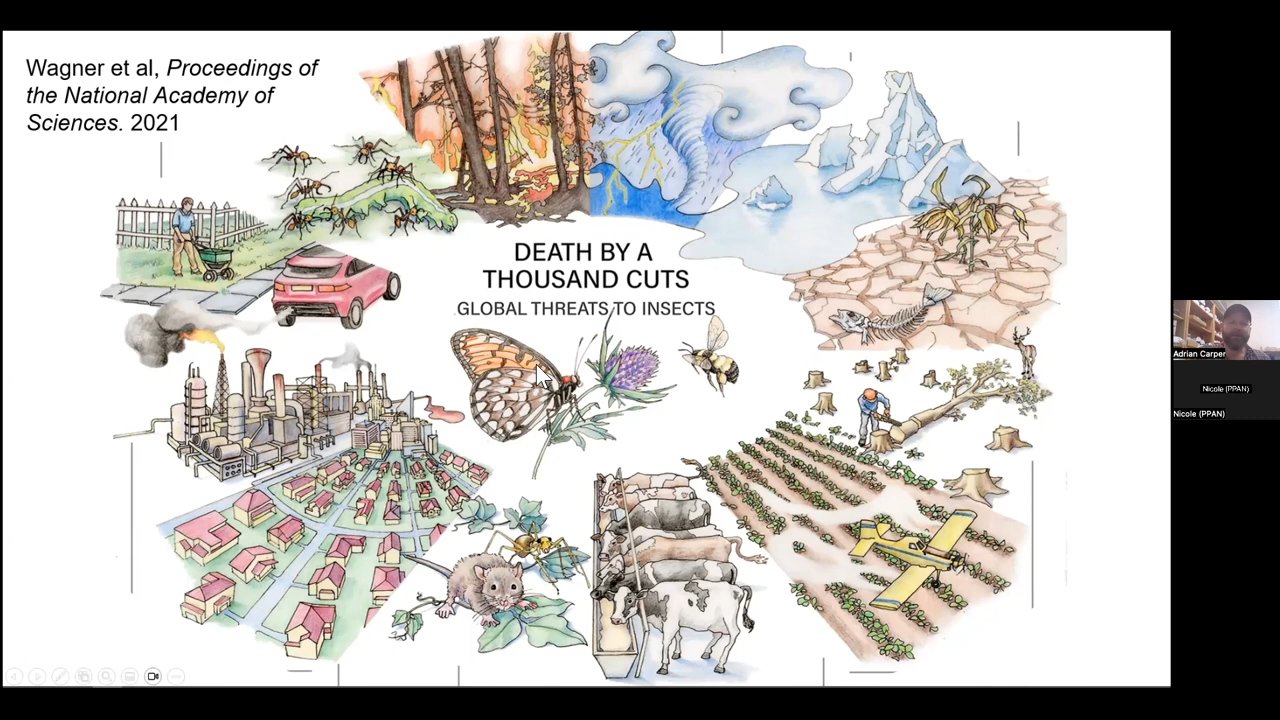 Wagner et al, Proceedings of
the National Academy of
Sciences. 2021
DEATH BY A
THOUSAND CUTS
GLOBAL THREATS TO INSECTS
Adrian Carper
Nicole (PPAN)
Nicole (PPAN)